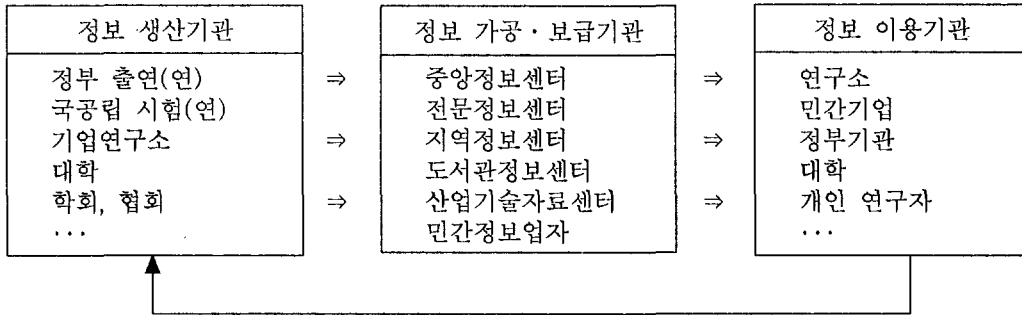 정보 생산기관
정부 출연(연)
국공립 시험(연)
기업연구소
대학
학회, 협회
...
⇒
⇒
⇒
정보 가공 · 보급기관
중앙정보센터
전문정보센터
지역정보센터
도서관정보센터
산업기술자료센터
민간정보업자
⇒
⇒
⇒
정보 이용기관
연구소
민간기업
정부기관
대학
개인 연구자
...